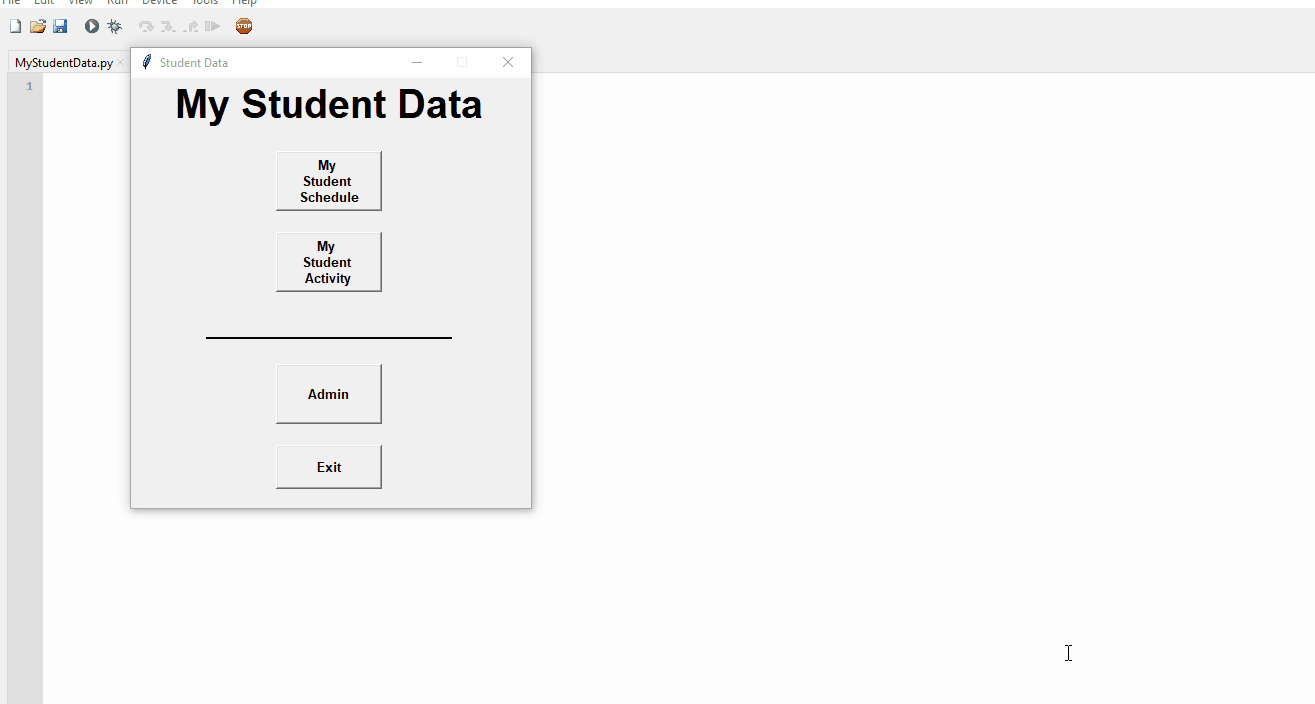 File Edit View Run Device Tools Help
MyStudentData.py
Student Data
1
My Student Data
My
Student
Schedule
My
Student
Activity
Admin
Exit
STOP